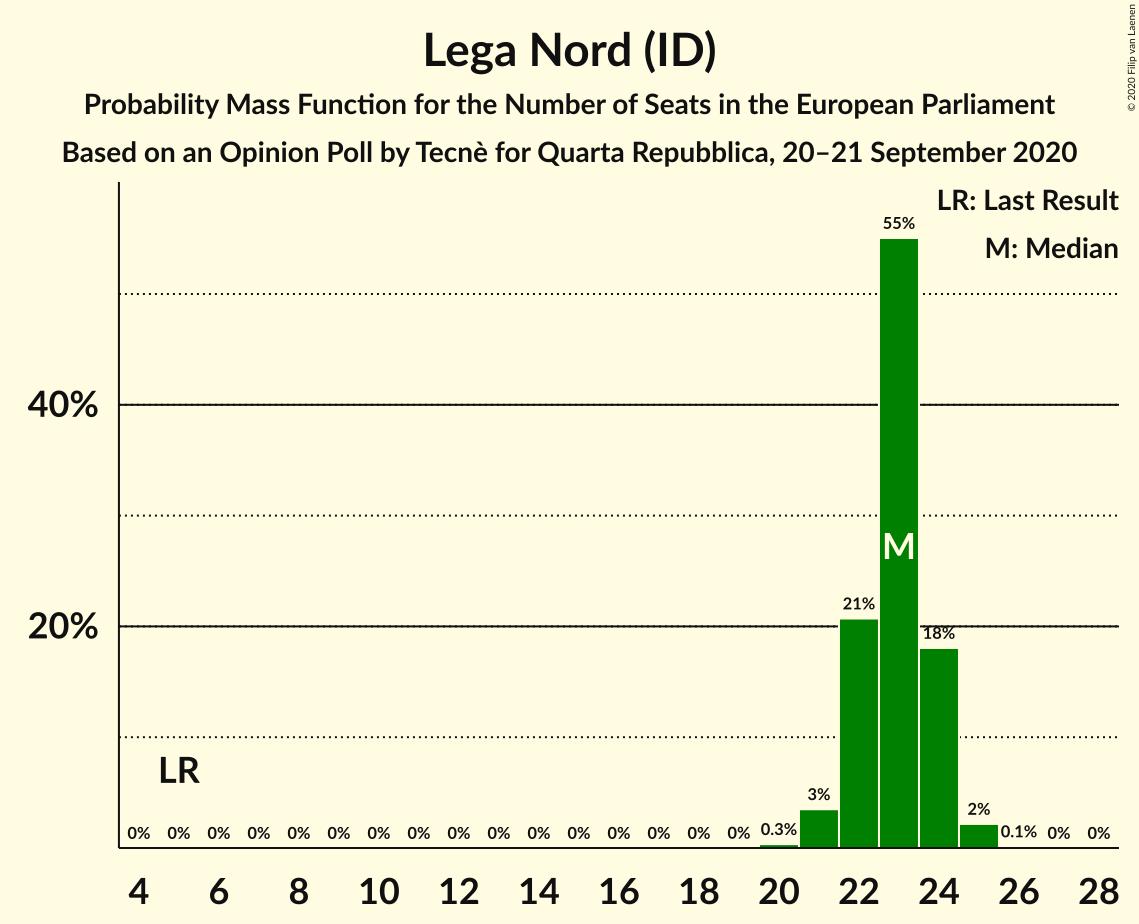 Lega Nord (ID)
Probability Mass Function for the Number of Seats in the European Parliament
Based on an Opinion Poll by Tecnè for Quarta Repubblica, 20–21 September 2020
© 2020 Filip van Laenen
LR: Last Result
M: Median
55%
40%
M
21%
20%
18%
LR
3%
2%
0% 0% 0% 0% 0% 0% 0% 0% 0% 0% 0% 0% 0% 0% 0% 0% 0.3% 0.1% 0% 0%
4 6 8 10 12 14 16 18 20 22 24 26 28